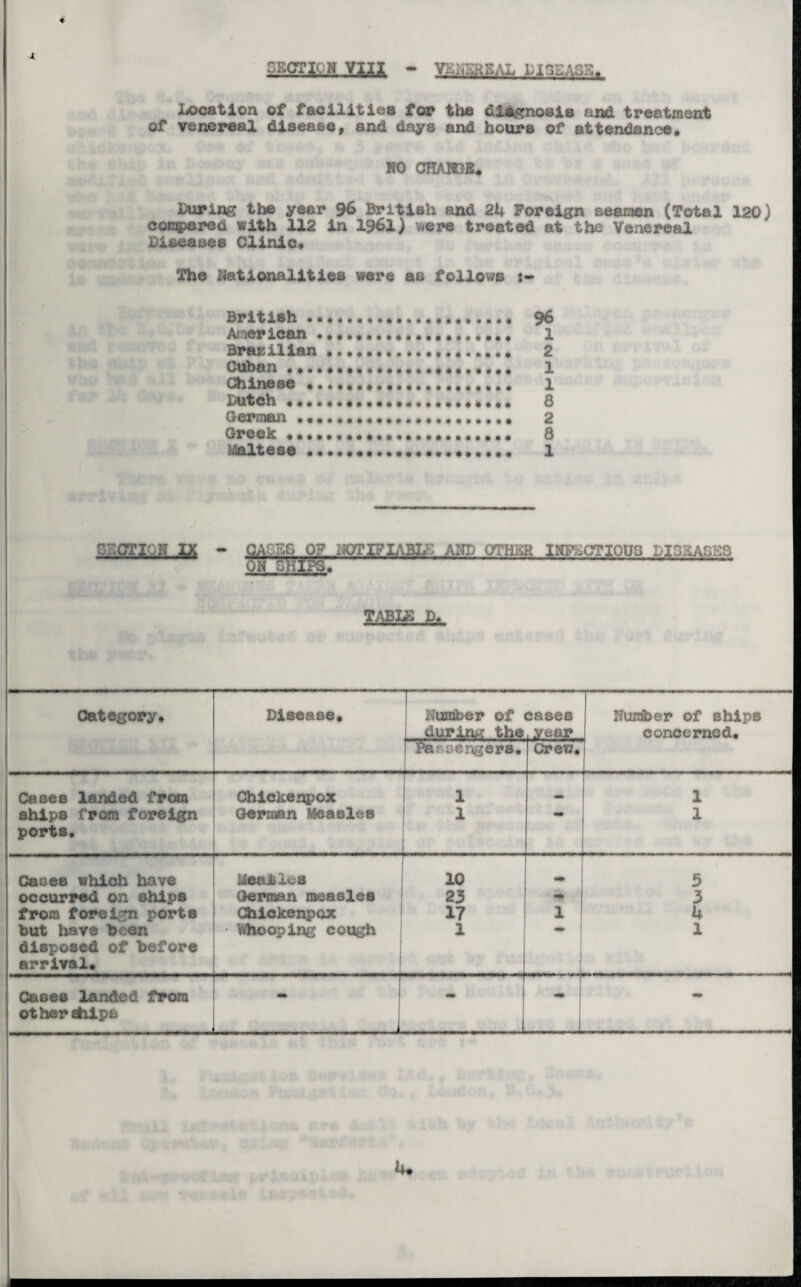 SECTION VIII - VENEREAL DISEASE.
Location of facilities for the diagnosis and treatment
of venereal disease, and days and hours of attendance.
NO CHANGE.
During the year 96 British and 24 Foreign seamen (Total 120)
compared with 112 in 1961) were treated at the Venereal
Diseases Clinic.
The Nationalities were as follows :-
British ..................... 96
American .................... 1
Brazilian ................... 2
Cuban ....................... 1
Chinese ..................... 1
Dutch ....................... 8
German ...................... 2
Greek ....................... 8
Maltese ..................... 1
SECTION IX - CASES OF NOTIFIABLE AND OTHER INFECTIOUS DISEASES
ON SHIPS.
TABLE D.
Category. Disease. Number of cases Number of ships
during the year concerned.
Passengers. Crew.
Cases landed from Chickenpox 1 - 1
ships from foreign German Measles 1 - 1
ports.
Cases which have Measles 10 - 5
occurred on ships German measles 23 - 3
from foreign ports Chickenpox 17 1 4
but have been Whooping cough 1 - 1
disposed of before
arrival.
Cases landed from - - - -
other ships
4.